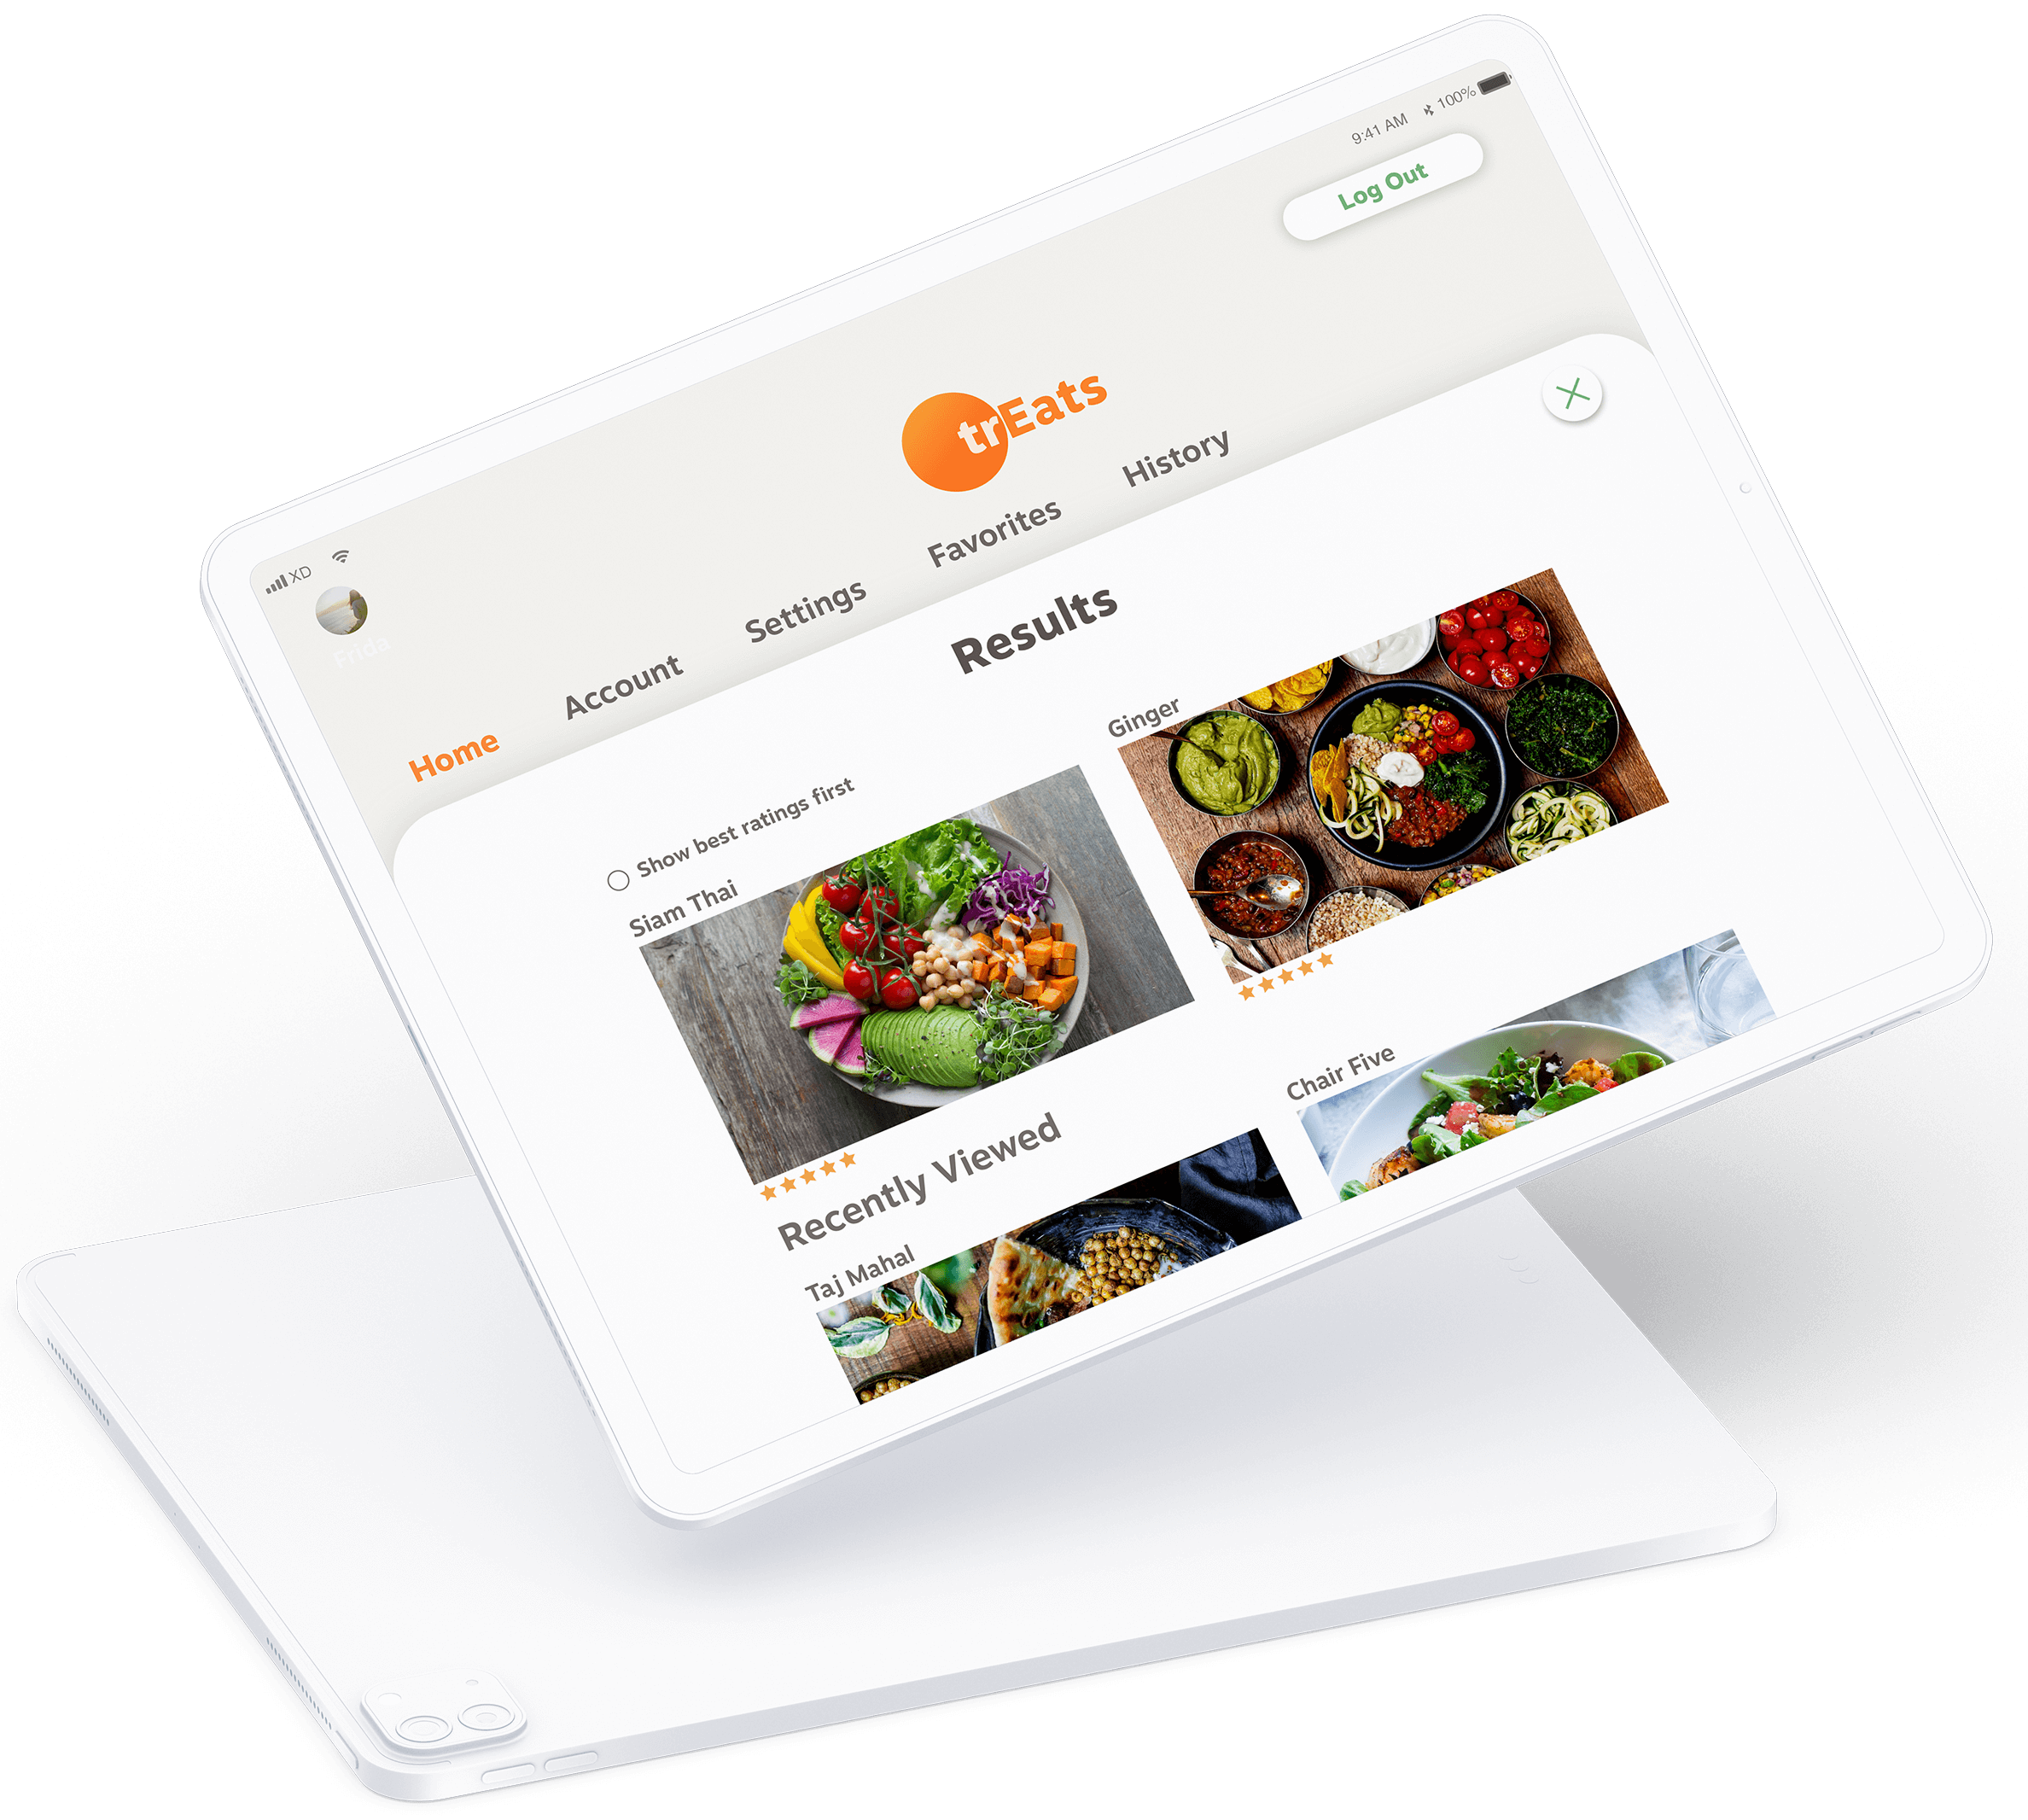 XD
9:41 AM
100%
Log Out
Frida
trEats
Home
Account
Settings
Favorites
History
Results
Show best ratings first
Siam Thai
Ginger
Recently Viewed
Taj Mahal
Chair Five